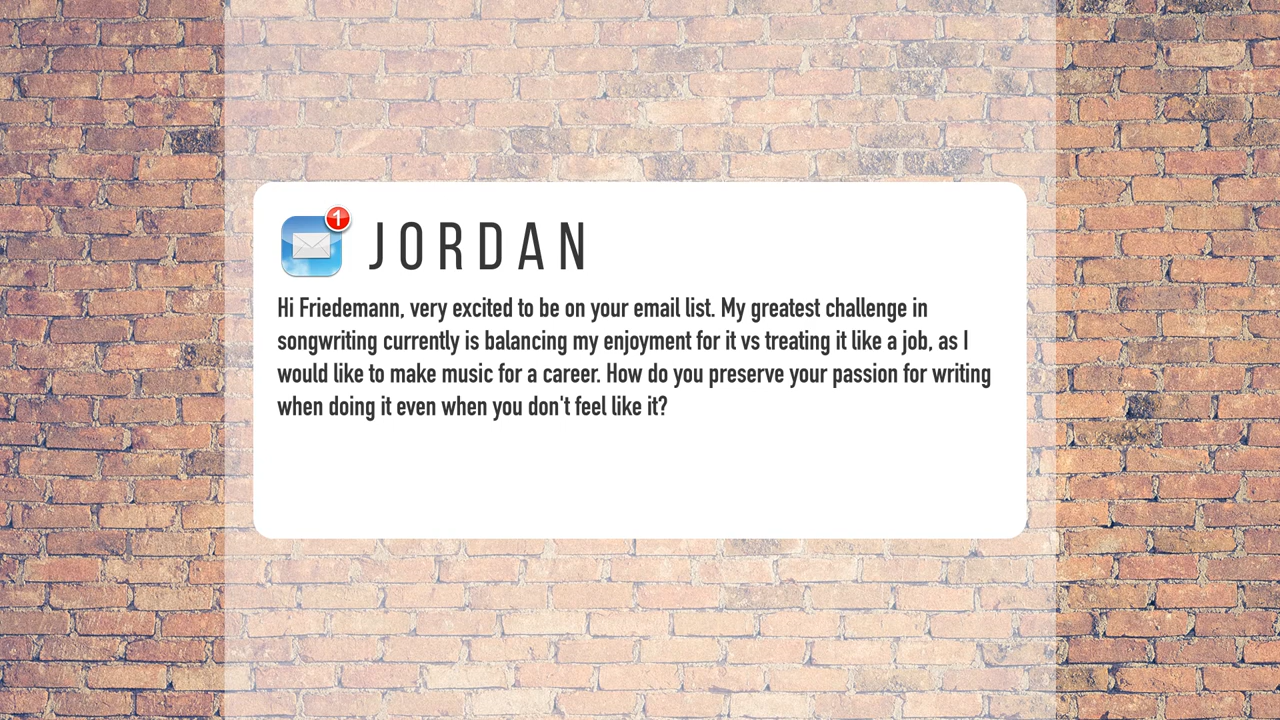 1
JORDAN
Hi Friedemann, very excited to be on your email list. My greatest challenge in
songwriting currently is balancing my enjoyment for it vs treating it like a job, as I
would like to make music for a career. How do you preserve your passion for writing
when doing it even when you don't feel like it?